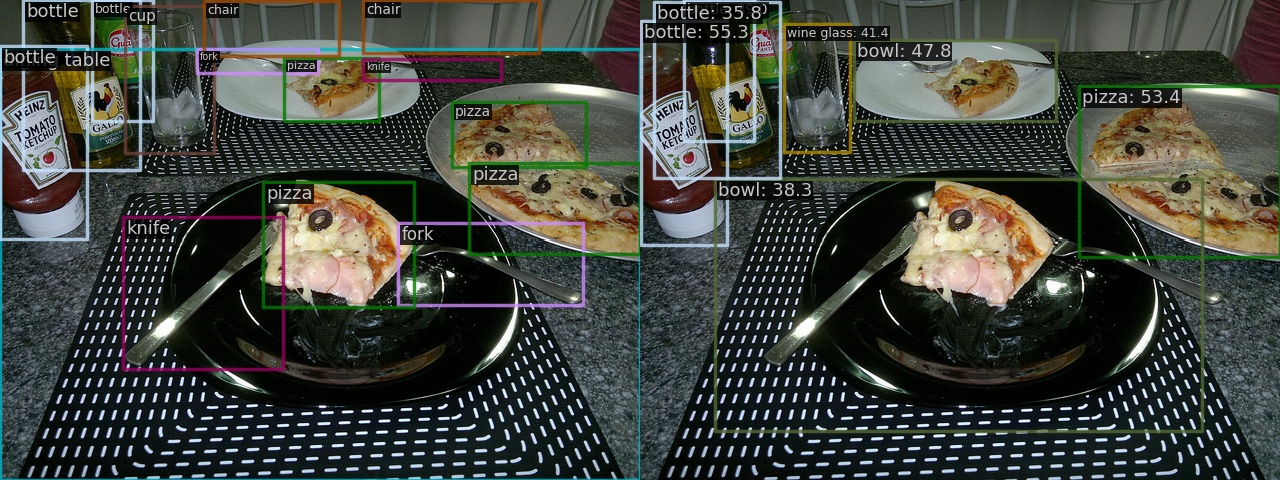 bottle
bottle
cup
chair
chair
bottle
table
fork
pizza
knife
pizza
pizza
pizza
knife
fork
HEINZ
TOMATO
KETCHUP
GALLO
Gua
bottle: 35.8
bottle: 55.3
wine glass: 41.4
bowl: 47.8
pizza: 53.4
bowl: 38.3
HEINZ
TOMATO
KETCHUP
GALLO
Gua